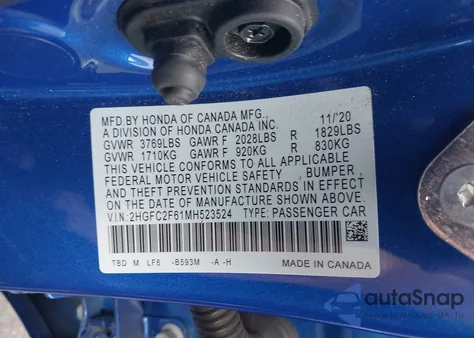 MFD.BY HONDA OF CANADA MFG., 11/'20
A DIVISION OF HONDA CANADA INC.
GVWR 3769LBS GAWR F 2028LBS R 1829LBS
GVWR 1710KG GAWR F 920KG R 830KG
THIS VEHICLE CONFORMS TO ALL APPLICABLE
FEDERAL MOTOR VEHICLE SAFETY , BUMPER ,
AND THEFT PREVENTION STANDARDS IN EFFECT
ON THE DATE OF MANUFACTURE SHOWN ABOVE.
V.I.N: 2HGFC2F61MH523524 TYPE: PASSENGER CAR
TBD M LF6 -B593M -A -H MADE IN CANADA
autoSnap